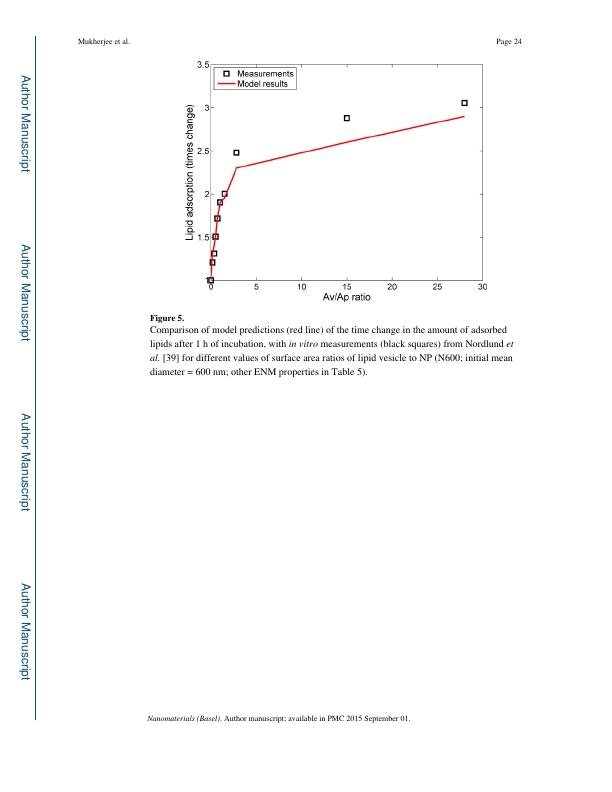 Mukherjee et al.
Page 24
Author Manuscript
Author Manuscript
Author Manuscript
Author Manuscript
3.5
3
2.5
2
1.5
1
Lipid adsorption (times change)
Measurements
Model results
0
5
10
15
20
25
30
Av/Ap ratio
Figure 5.
Comparison of model predictions (red line) of the time change in the amount of adsorbed
lipids after 1 h of incubation, with in vitro measurements (black squares) from Nordlund et
al. [39] for different values of surface area ratios of lipid vesicle to NP (N600; initial mean
diameter = 600 nm; other ENM properties in Table 5).
Nanomaterials (Basel). Author manuscript; available in PMC 2015 September 01.